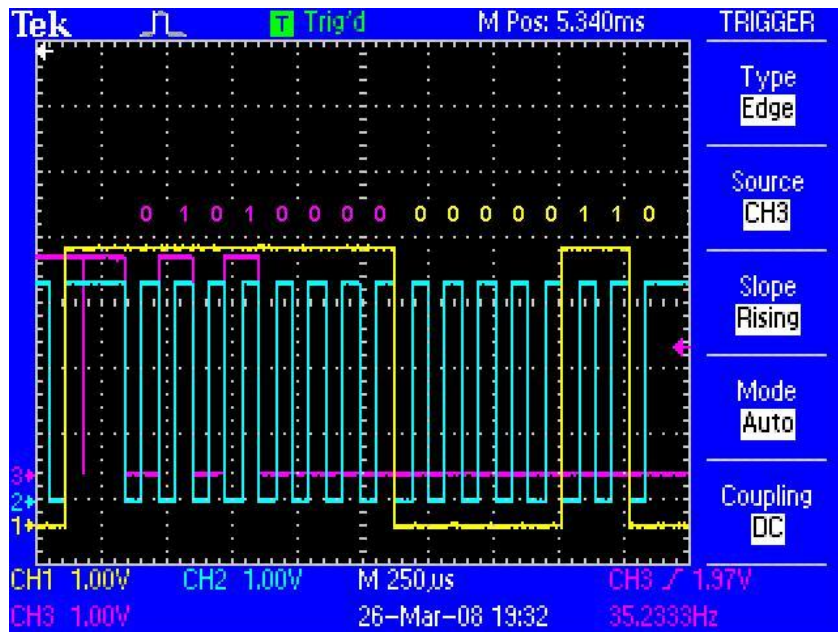 Tek T Trig'd M Pos: 5.340ms TRIGGER
Type
Edge
Source
CH3
Slope
Rising
Mode
Auto
Coupling
DC
0 1 0 1 0 0 0 0 0 0 0 0 0 1 1 0
3
2
1
CH1 1.00V CH2 1.00V M 250µs CH3 1.97V
CH3 1.00V 26-Mar-08 19:32 35.2333Hz